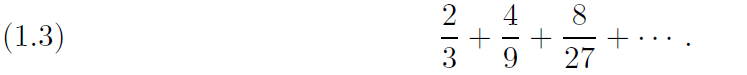 (1.3) 2/3 + 4/9 + 8/27 + ··· .